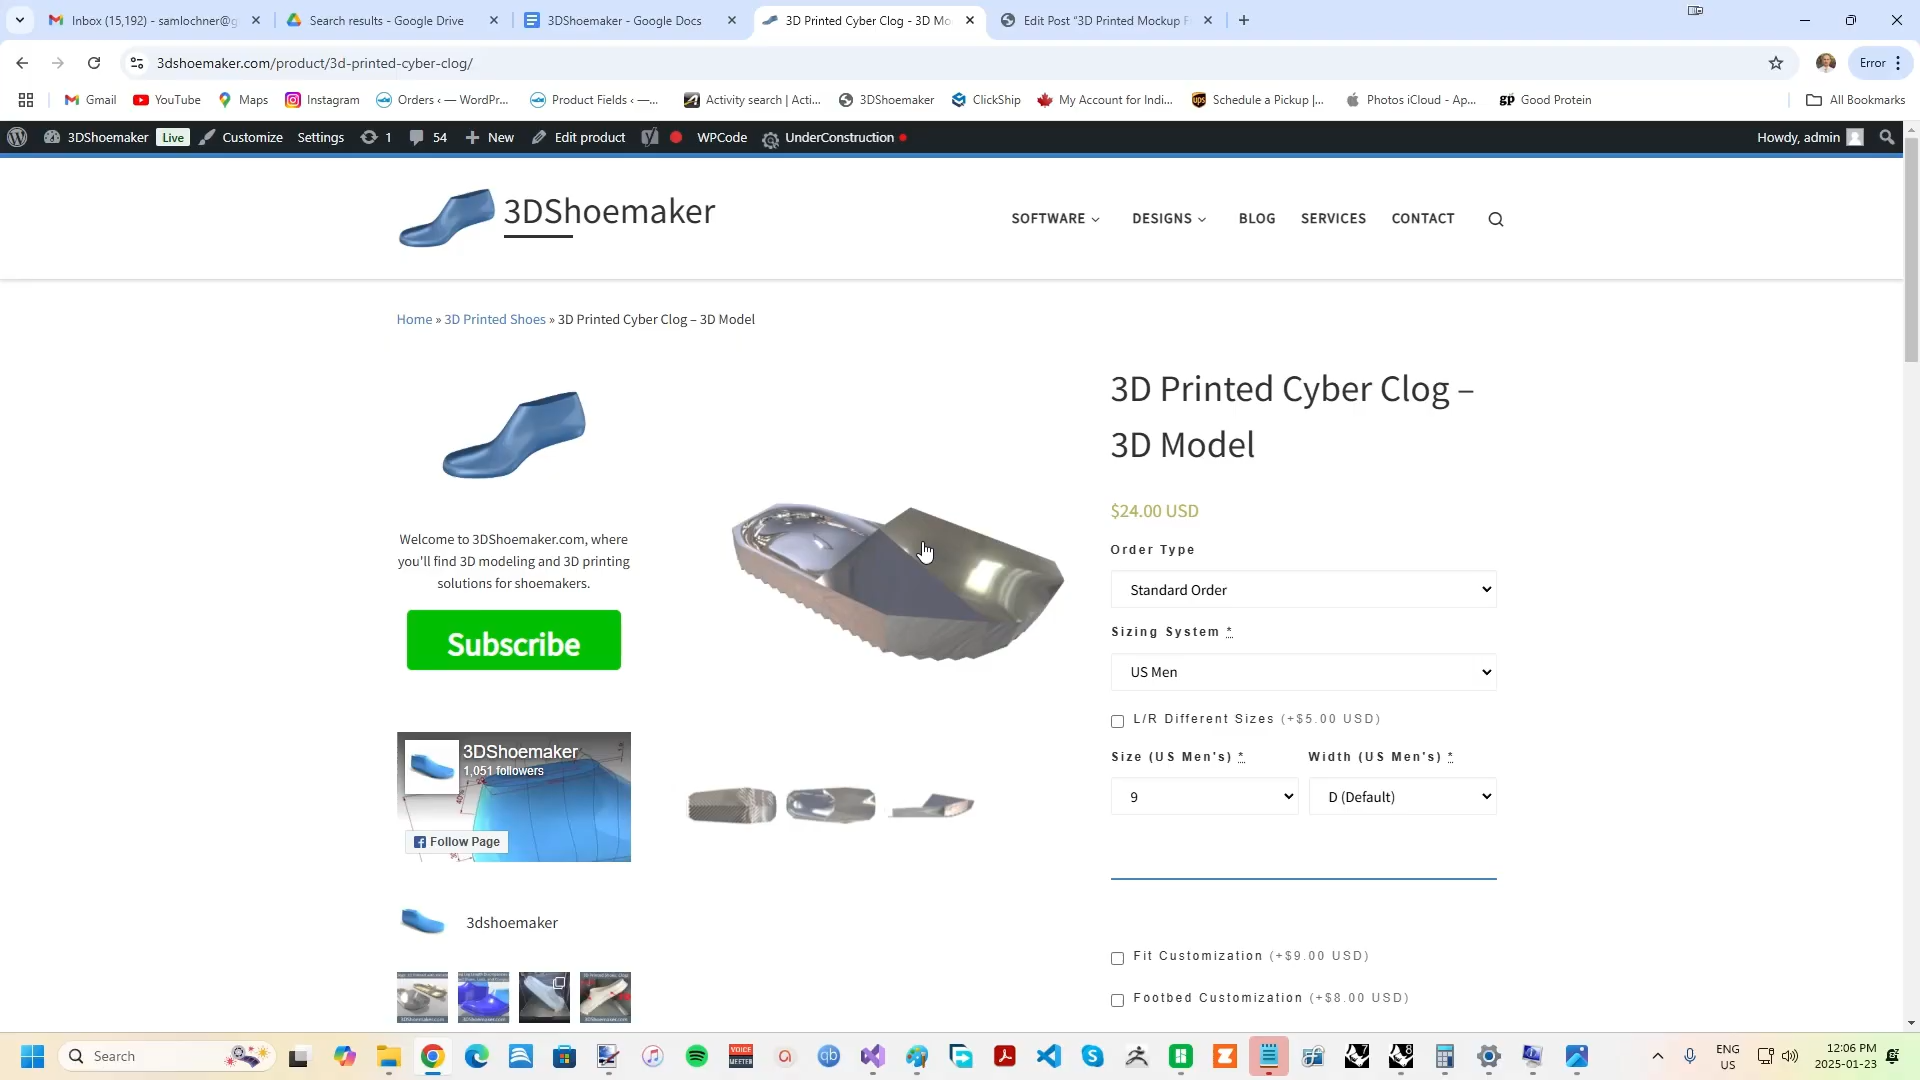 Inbox (15,192) - samlochner@g
Search results - Google Drive
3DShoemaker - Google Docs
3D Printed Cyber Clog - 3D Mo
Edit Post "3D Printed Mockup F
3dshoemaker.com/product/3d-printed-cyber-clog/
Error
Gmail
YouTube
Maps
Instagram
Orders ‹ — WordPr...
Product Fields ‹ —...
Activity search | Acti...
3DShoemaker
ClickShip
My Account for Indi...
Schedule a Pickup |...
Photos iCloud - Ap...
gp Good Protein
All Bookmarks
3DShoemaker Live
Customize
Settings
1
54
New
Edit product
WPCode
UnderConstruction
Howdy, admin
3DShoemaker
SOFTWARE
DESIGNS
BLOG
SERVICES
CONTACT
Home » 3D Printed Shoes » 3D Printed Cyber Clog – 3D Model
Welcome to 3DShoemaker.com, where
you'll find 3D modeling and 3D printing
solutions for shoemakers.
Subscribe
3DShoemaker
1,051 followers
40%
Follow Page
3dshoemaker
3D Printed Cyber Clog –
3D Model
$24.00 USD
Order Type
Standard Order
Sizing System *
US Men
L/R Different Sizes (+$5.00 USD)
Size (US Men's) *
Width (US Men's) *
9
D (Default)
Fit Customization (+$9.00 USD)
Footbed Customization (+$8.00 USD)
Search
VOICE
MEETER
qb
ENG
US
12:06 PM
2025-01-23